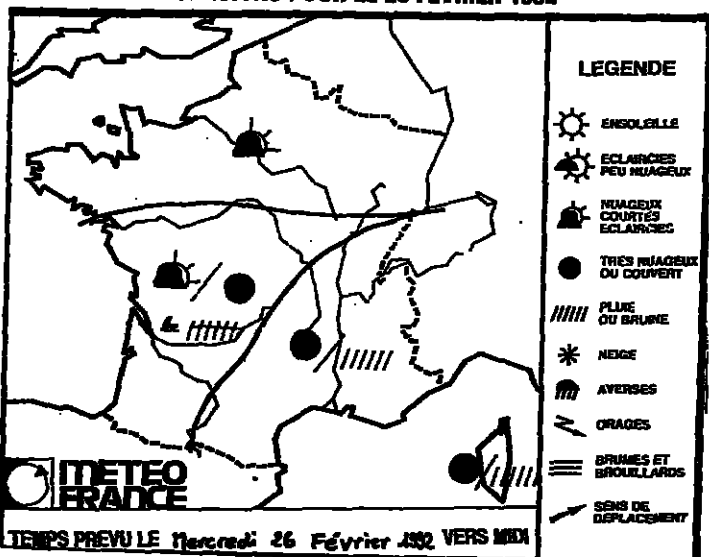 LEGENDE
ENSOLEILLE
ECLAIRCIES
PEU NUAGEUX
NUAGEUX
COURTES
ECLAIRCIES
TRES NUAGEUX
OU COUVERT
PLUIE
OU BRUINE
NEIGE
AVERSES
ORAGES
BRUMES ET
BROUILLARDS
SENS DE
DEPLACEMENT
METEO
FRANCE
TEMPS PREVU LE Mercredi 26 Février 1992 VERS MIDI